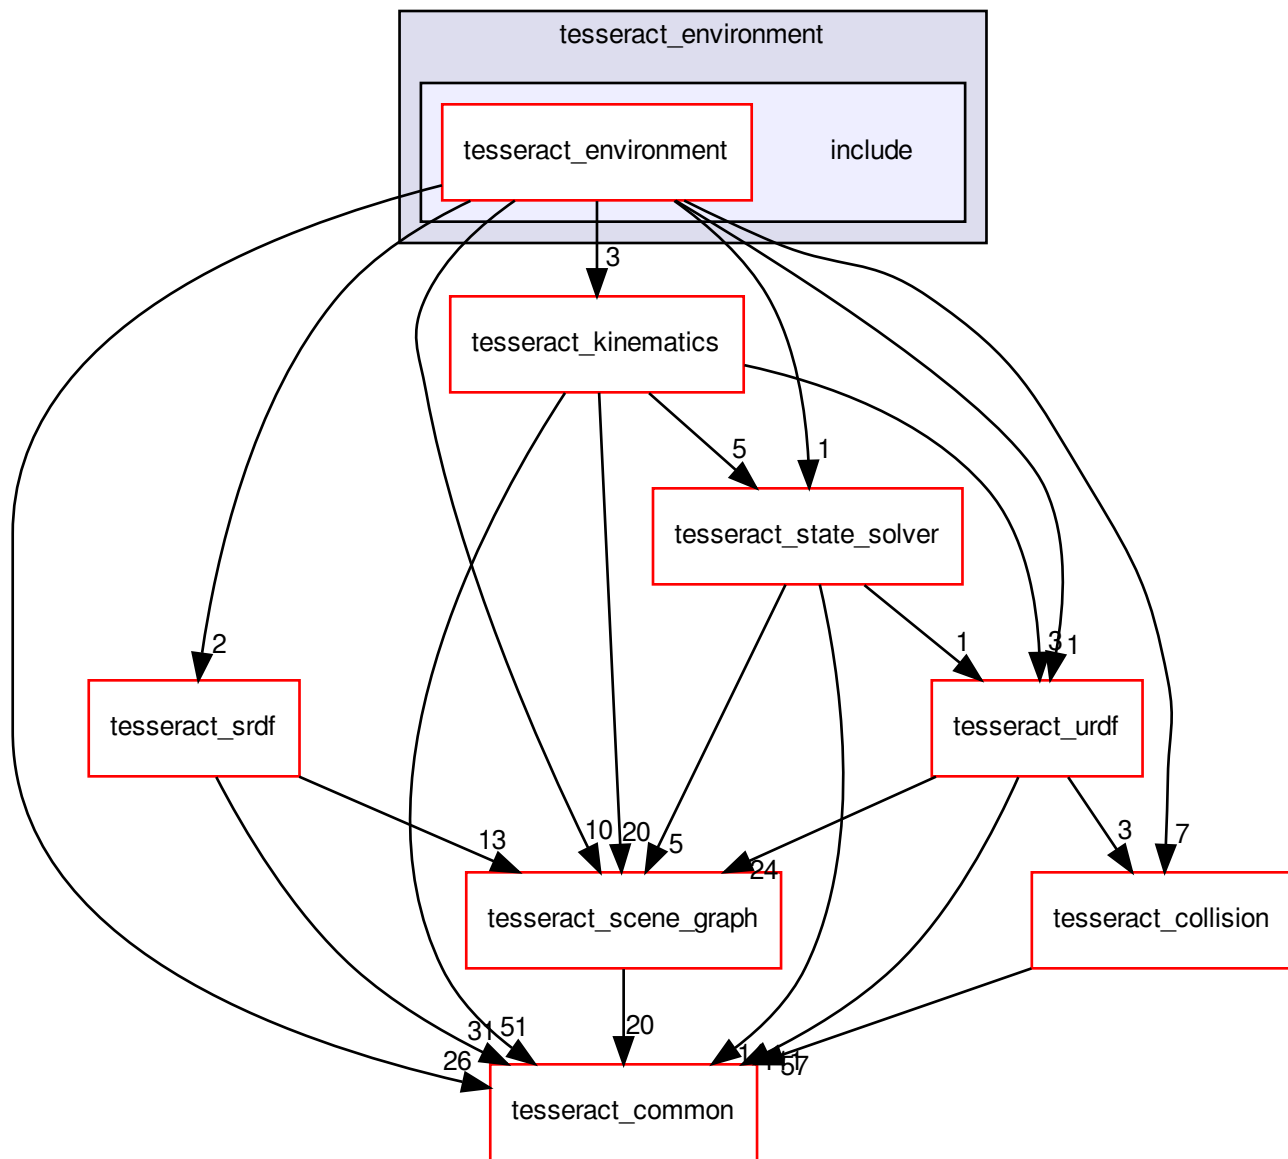 tesseract_environment
tesseract_environment
include
3
tesseract_kinematics
5
1
tesseract_state_solver
2
1
3
1
tesseract_srdf
tesseract_urdf
13
10
20
5
24
3
7
tesseract_scene_graph
tesseract_collision
26
31
51
20
57
tesseract_common